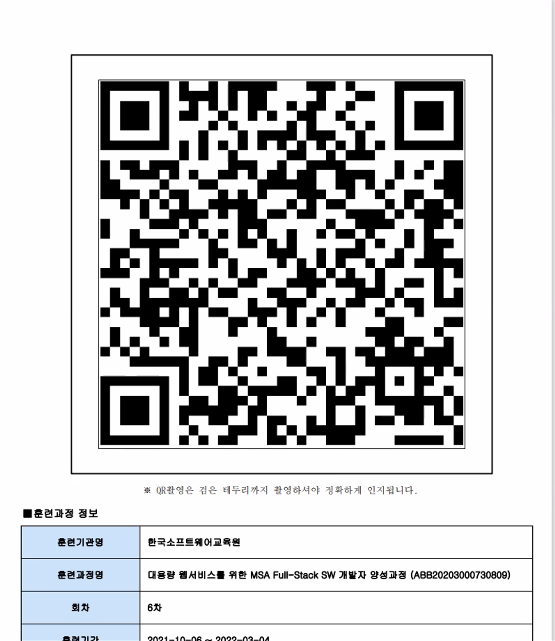 ※ QR촬영은 검은 테두리까지 촬영하셔야 정확하게 인지됩니다.
■훈련과정 정보
훈련기관명 한국소프트웨어교육원
훈련과정명 대용량 웹서비스를 위한 MSA Full-Stack SW 개발자 양성과정 (ABB20203000730809)
회차 6차
훈련기간 2021-10-06 ~ 2022-03-04